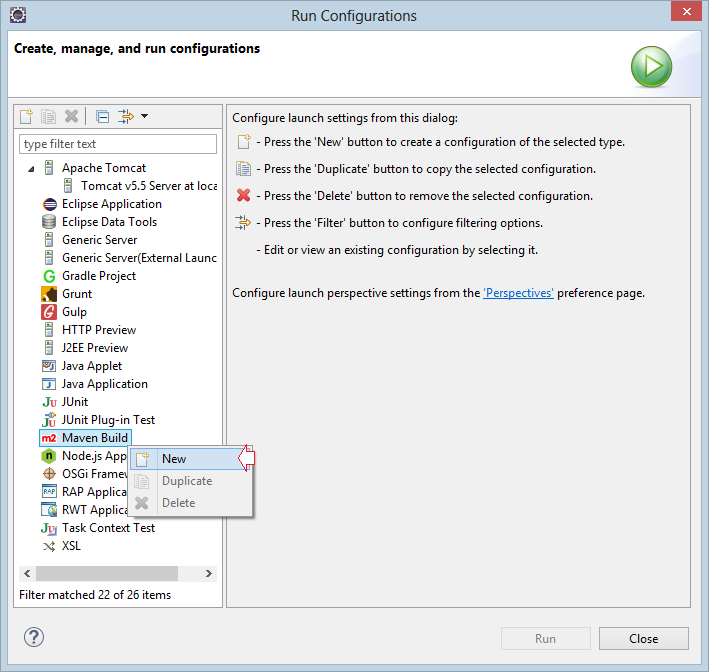 Run Configurations
Create, manage, and run configurations
type filter text
Apache Tomcat
Tomcat v5.5 Server at loca
Eclipse Application
Eclipse Data Tools
Generic Server
Generic Server(External Launc
Gradle Project
Grunt
Gulp
HTTP Preview
J2EE Preview
Java Applet
Java Application
JUnit
JUnit Plug-in Test
m2 Maven Build
Node.js App
OSGi Framew
RAP Applica
RWT Applica
Task Context Test
XSL
New
Duplicate
Delete
Filter matched 22 of 26 items
Configure launch settings from this dialog:
- Press the 'New' button to create a configuration of the selected type.
- Press the 'Duplicate' button to copy the selected configuration.
- Press the 'Delete' button to remove the selected configuration.
- Press the 'Filter' button to configure filtering options.
- Edit or view an existing configuration by selecting it.
Configure launch perspective settings from the 'Perspectives' preference page.
Run
Close